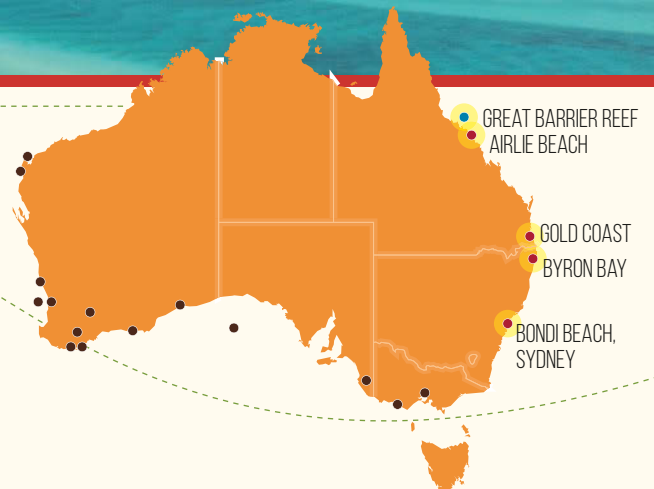 GREAT BARRIER REEF
AIRLIE BEACH
GOLD COAST
BYRON BAY
BONDI BEACH,
SYDNEY